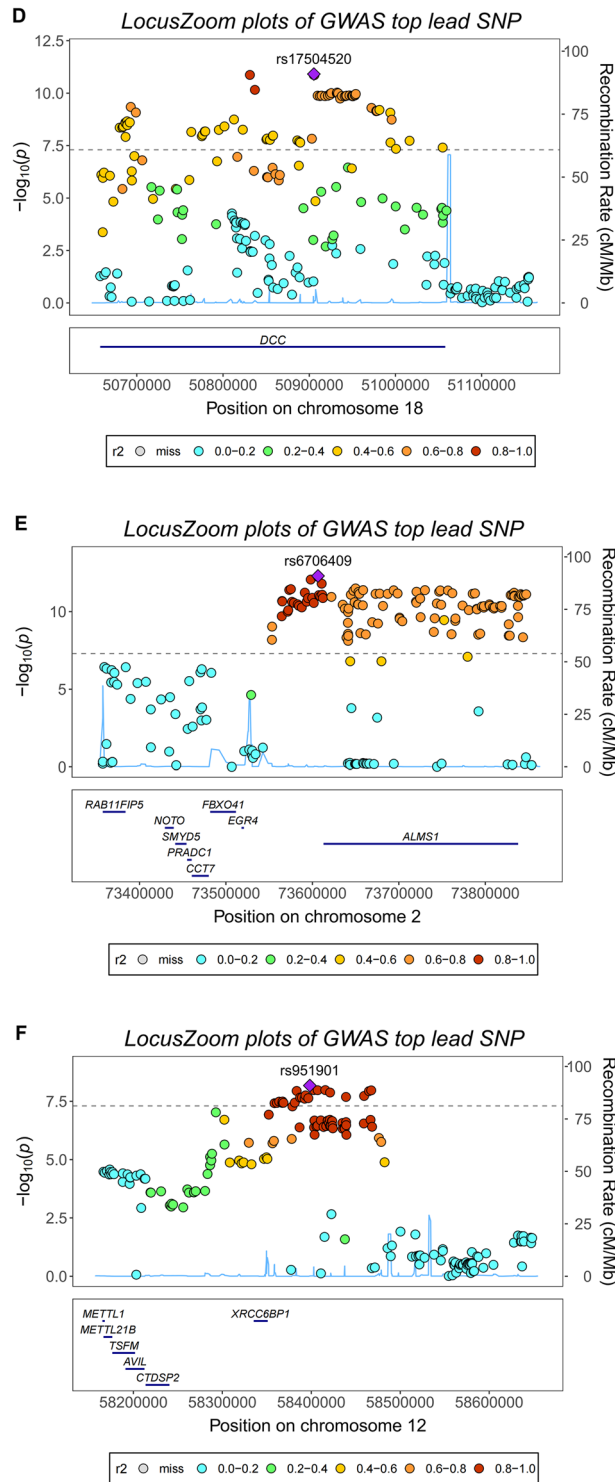 D
LocusZoom plots of GWAS top lead SNP
rs17504520
12.5
10.0
7.5
5.0
2.5
0.0
−log10(p)
100
75
50
25
0
Recombination Rate (cM/Mb)
DCC
50700000 50800000 50900000 51000000 51100000
Position on chromosome 18
r2 miss 0.0−0.2 0.2−0.4 0.4−0.6 0.6−0.8 0.8−1.0
E
LocusZoom plots of GWAS top lead SNP
rs6706409
10
5
0
−log10(p)
100
75
50
25
0
Recombination Rate (cM/Mb)
RAB11FIP5 FBXO41
NOTO EGR4
SMYD5 ALMS1
PRADC1
CCT7
73400000 73500000 73600000 73700000 73800000
Position on chromosome 2
r2 miss 0.0−0.2 0.2−0.4 0.4−0.6 0.6−0.8 0.8−1.0
F
LocusZoom plots of GWAS top lead SNP
rs951901
7.5
5.0
2.5
0.0
−log10(p)
100
75
50
25
0
Recombination Rate (cM/Mb)
METTL1 XRCC6BP1
METTL21B
TSFM
AVIL
CTDSP2
58200000 58300000 58400000 58500000 58600000
Position on chromosome 12
r2 miss 0.0−0.2 0.2−0.4 0.4−0.6 0.6−0.8 0.8−1.0